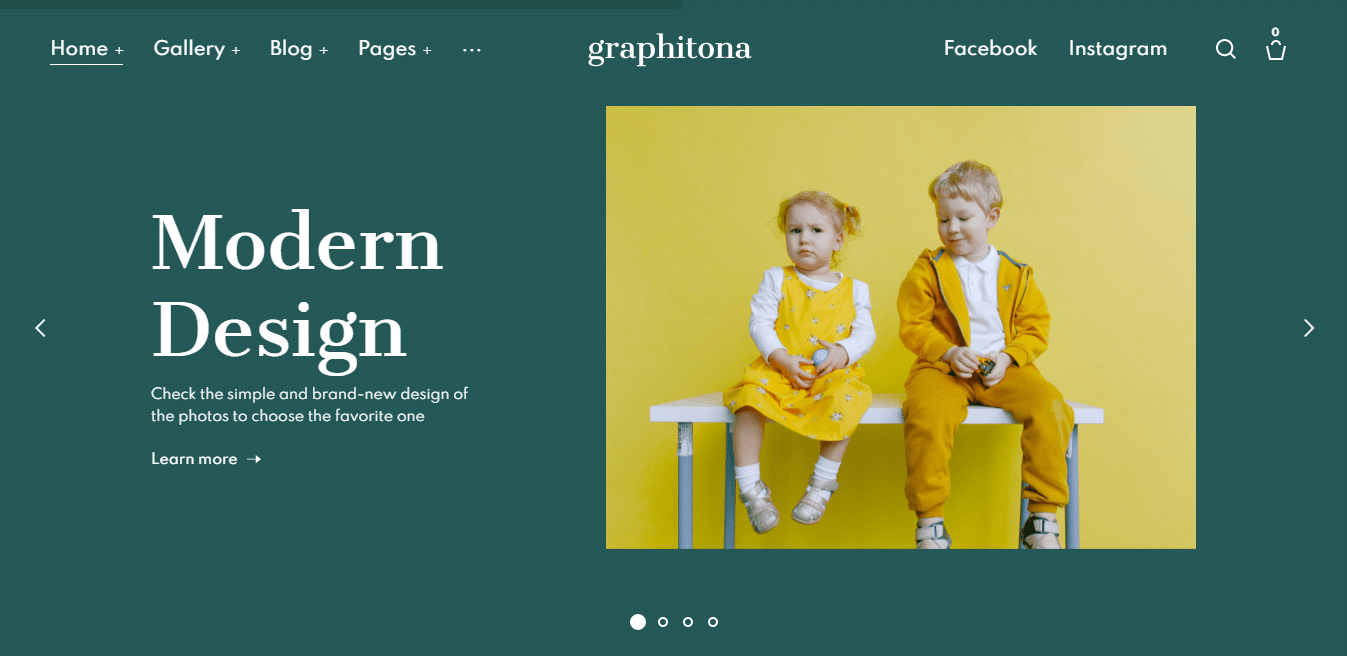 Home + Gallery + Blog + Pages + ··· graphitona Facebook Instagram 0
Modern
Design
Check the simple and brand-new design of
the photos to choose the favorite one
Learn more →